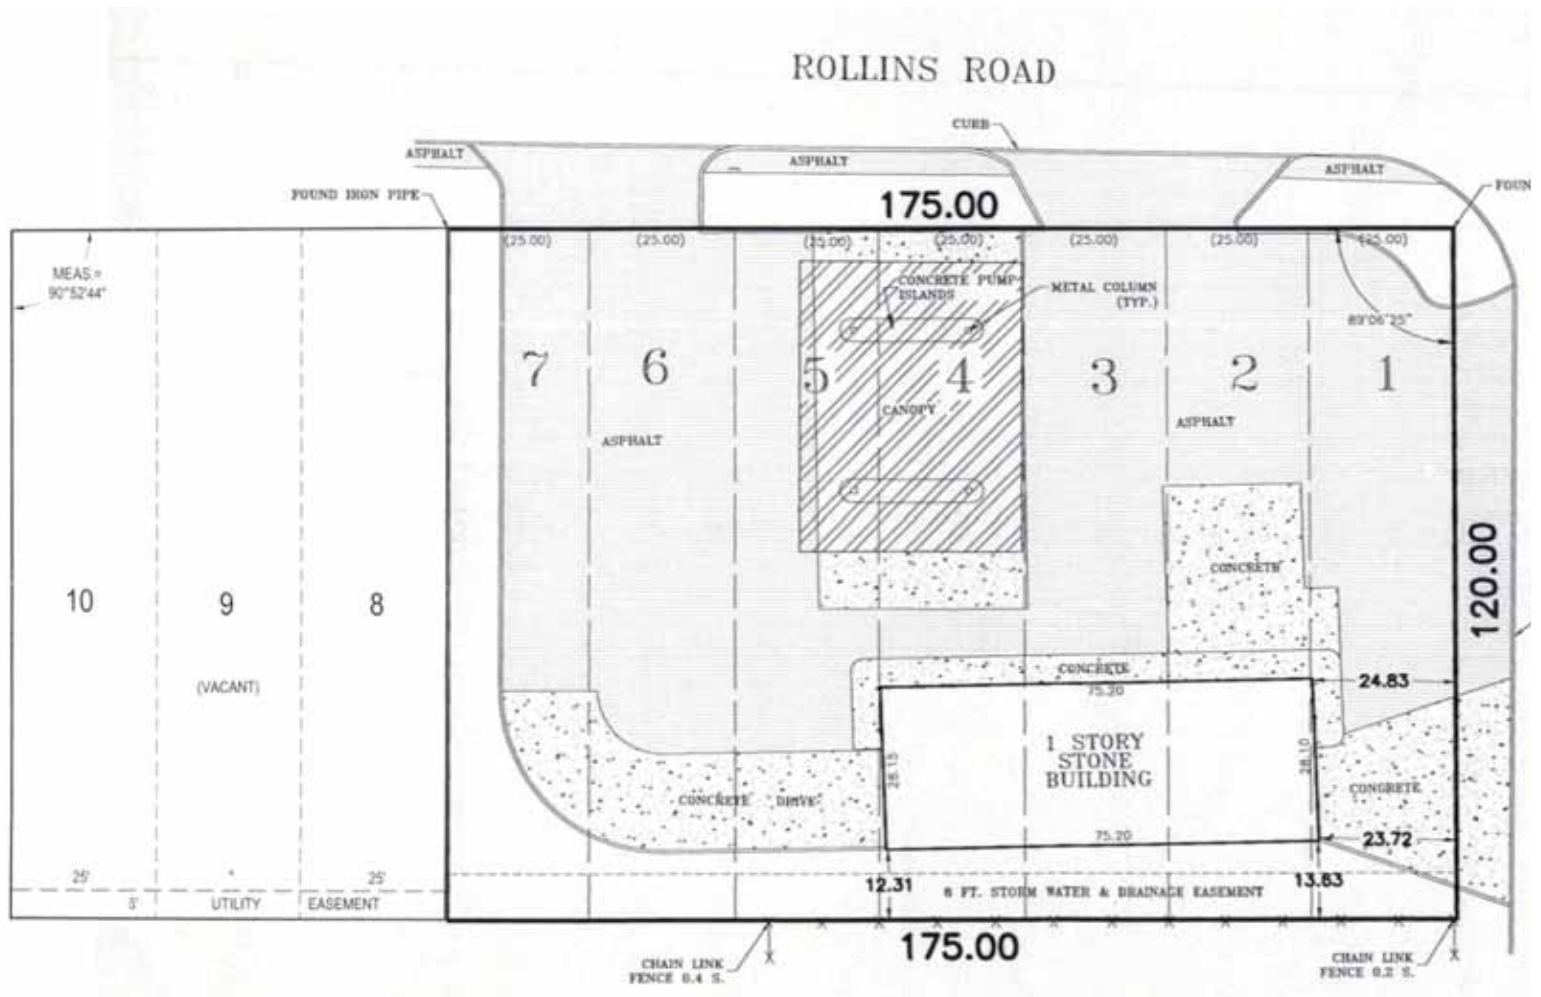 ROLLINS ROAD
CURB
ASPHALT
ASPHALT
ASPHALT
FOUND IRON PIPE
175.00
FOUN
(25.00)
(25.00)
(25.00)
(25.00)
(25.00)
(25.00)
(25.00)
MEAS.=
90°52'44"
CONCRETE PUMP
ISLANDS
METAL COLUMN
(TYP.)
89°06'25"
7
6
5
4
3
2
1
CANOPY
ASPHALT
ASPHALT
CONCRETE
120.00
10
9
8
(VACANT)
CONCRETE
75.20
24.83
1 STORY
STONE
BUILDING
28.15
28.10
CONCRETE DRIVE
CONCRETE
75.20
23.72
25'
25'
12.31
13.63
UTILITY
EASEMENT
FT. STORM WATER & DRAINAGE EASEMENT
175.00
CHAIN LINK
FENCE 0.4 S.
CHAIN LINK
FENCE 0.2 S.